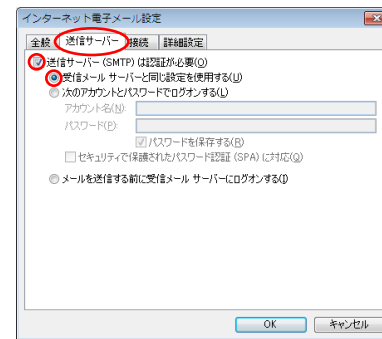 インターネット電子メール設定
全般 送信サーバー 接続 詳細設定
送信サーバー (SMTP) は認証が必要(O)
受信メール サーバーと同じ設定を使用する(U)
次のアカウントとパスワードでログオンする(L)
アカウント名(N):
パスワード(P):
パスワードを保存する(R)
セキュリティで保護されたパスワード認証 (SPA) に対応(Q)
メールを送信する前に受信メール サーバーにログオンする(I)
OK キャンセル